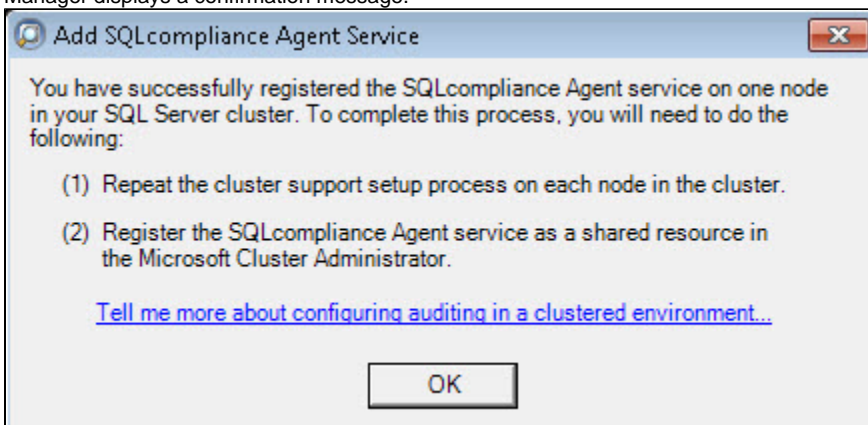 Manager displays a confirmation message.
Add SQLcompliance Agent Service
You have successfully registered the SQLcompliance Agent service on one node
in your SQL Server cluster. To complete this process, you will need to do the
following:
(1) Repeat the cluster support setup process on each node in the cluster.
(2) Register the SQLcompliance Agent service as a shared resource in
the Microsoft Cluster Administrator.
Tell me more about configuring auditing in a clustered environment...
OK